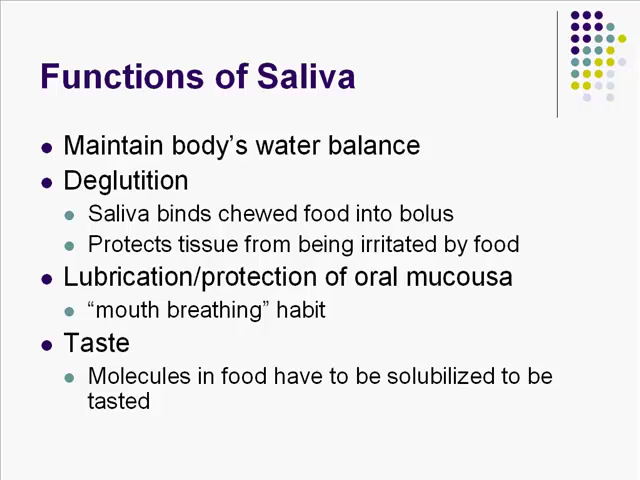 Functions of Saliva
Maintain body's water balance
Deglutition
Saliva binds chewed food into bolus
Protects tissue from being irritated by food
Lubrication/protection of oral mucousa
“mouth breathing” habit
Taste
Molecules in food have to be solubilized to be
tasted